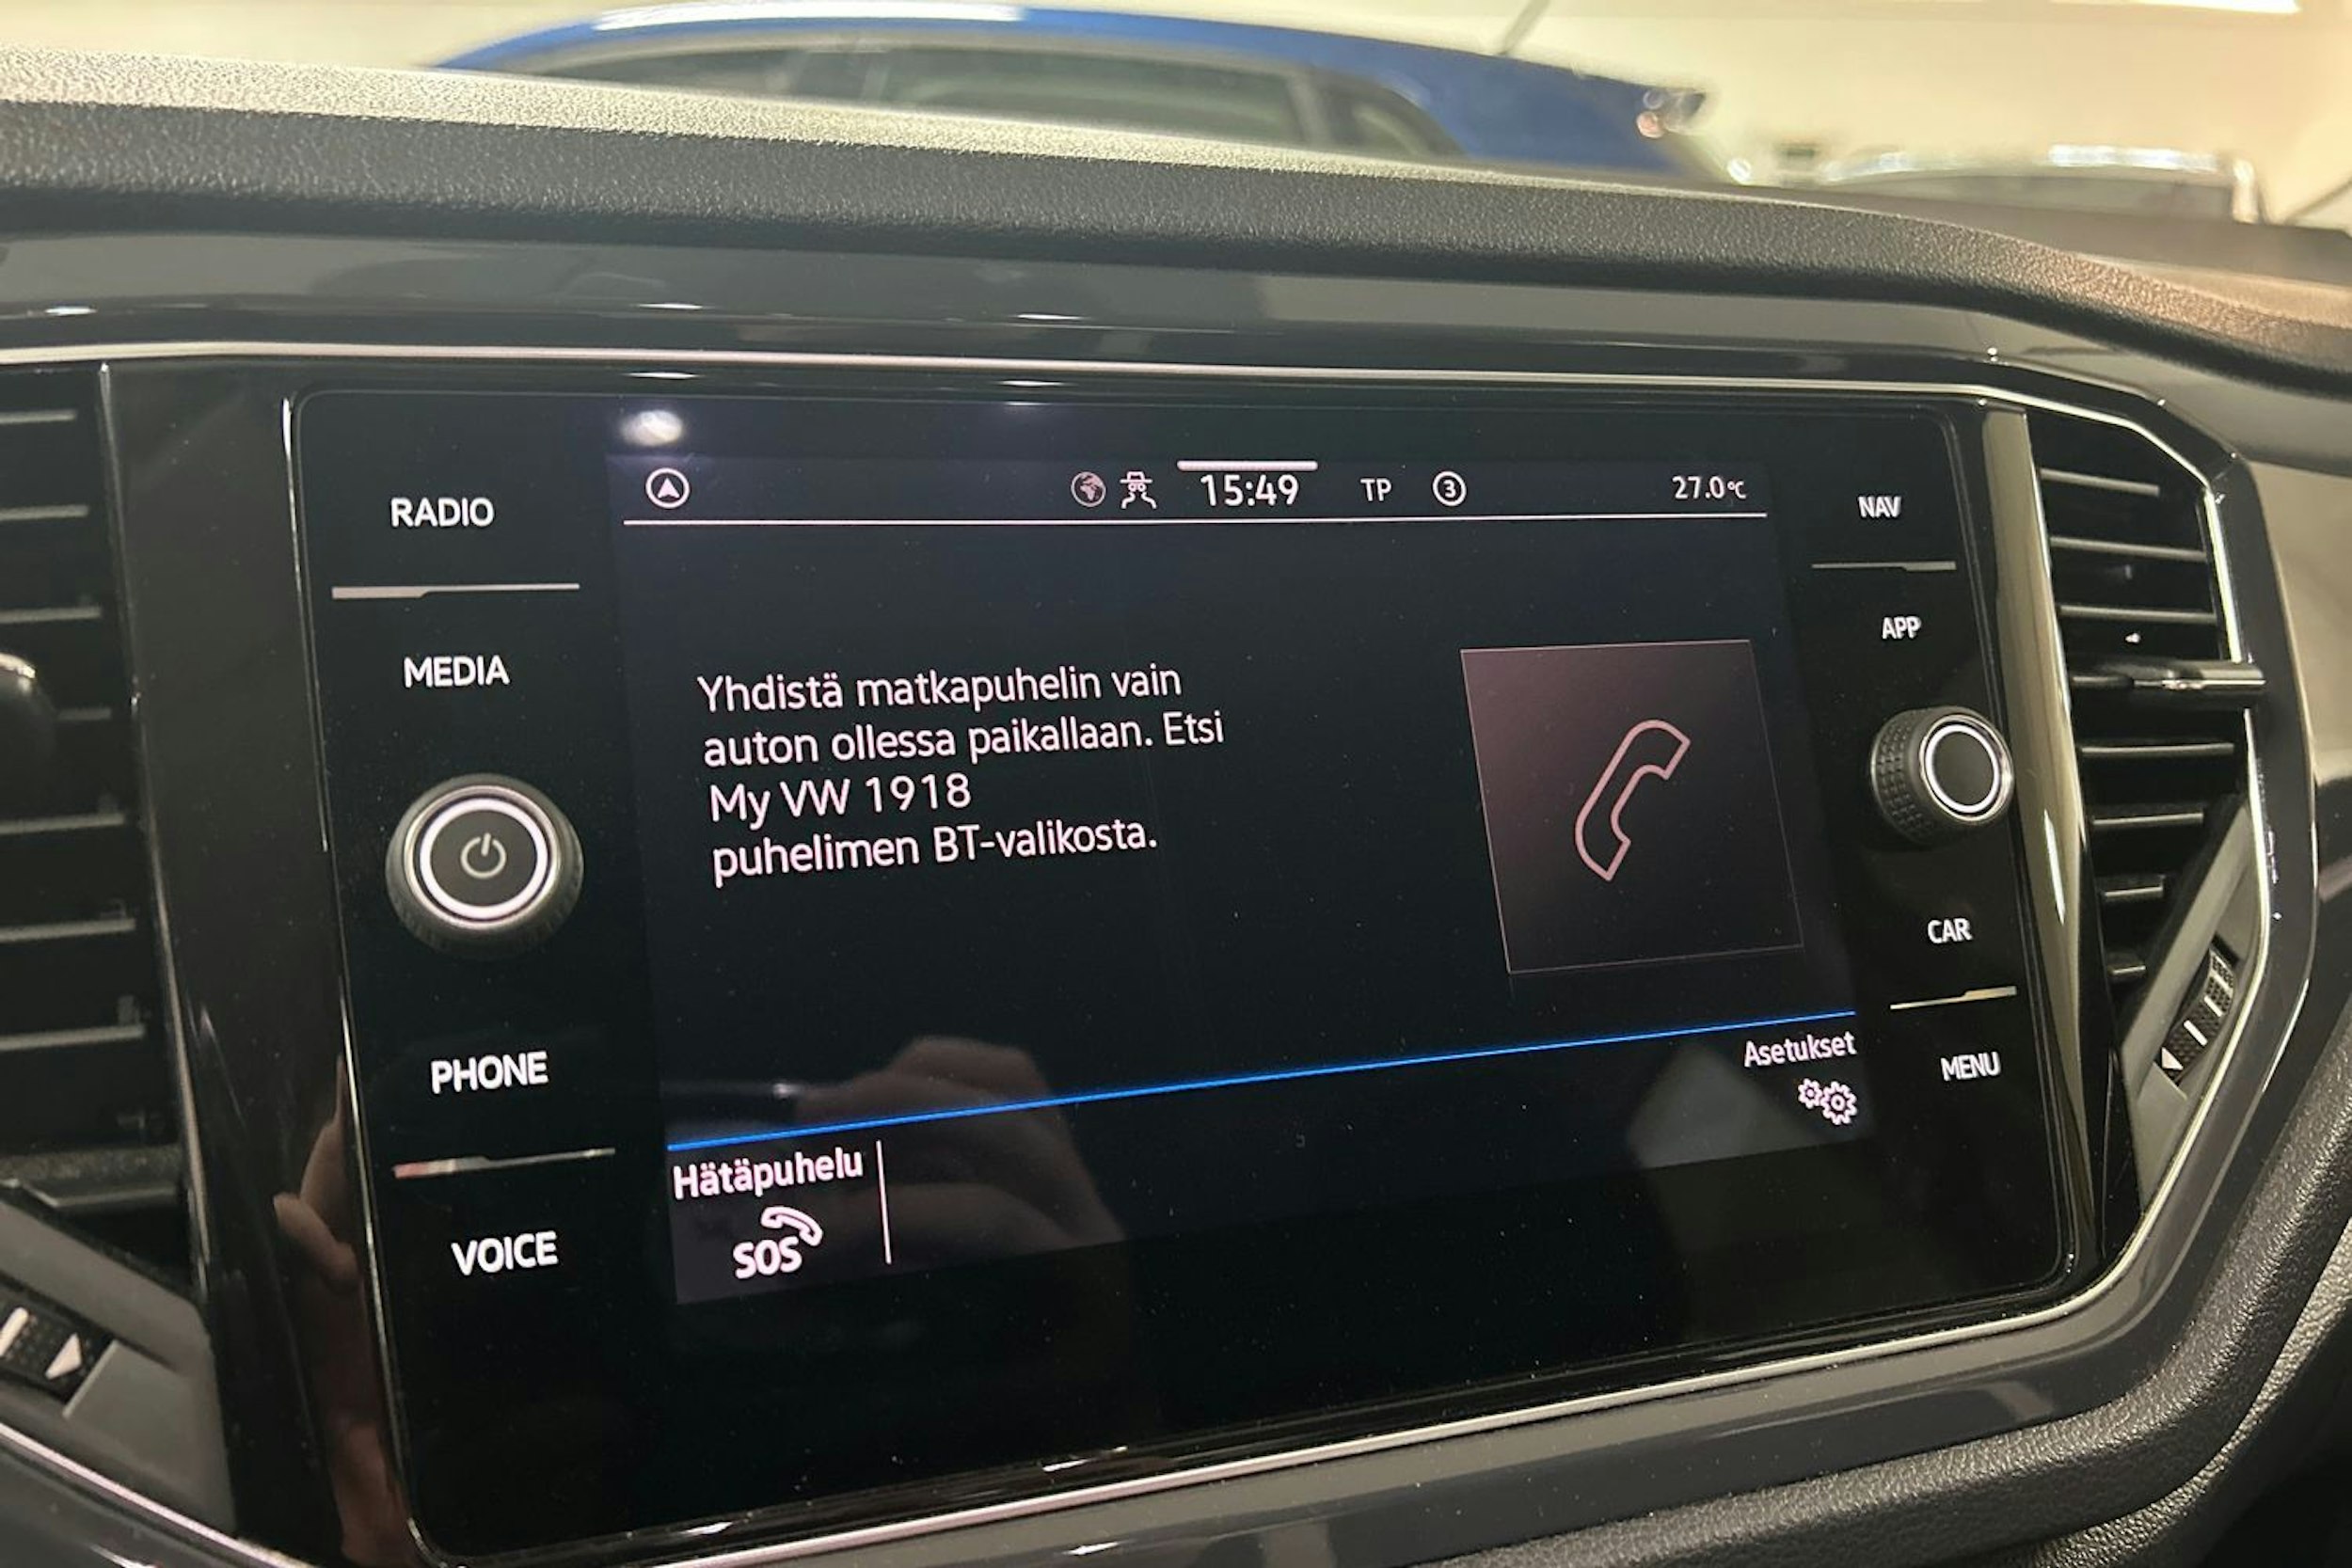 RADIO
MEDIA
PHONE
VOICE
15:49 TP 3 27.0°C
Yhdistä matkapuhelin vain
auton ollessa paikallaan. Etsi
My VW 1918
puhelimen BT-valikosta.
Hätäpuhelu
SOS
Asetukset
NAV
APP
CAR
MENU